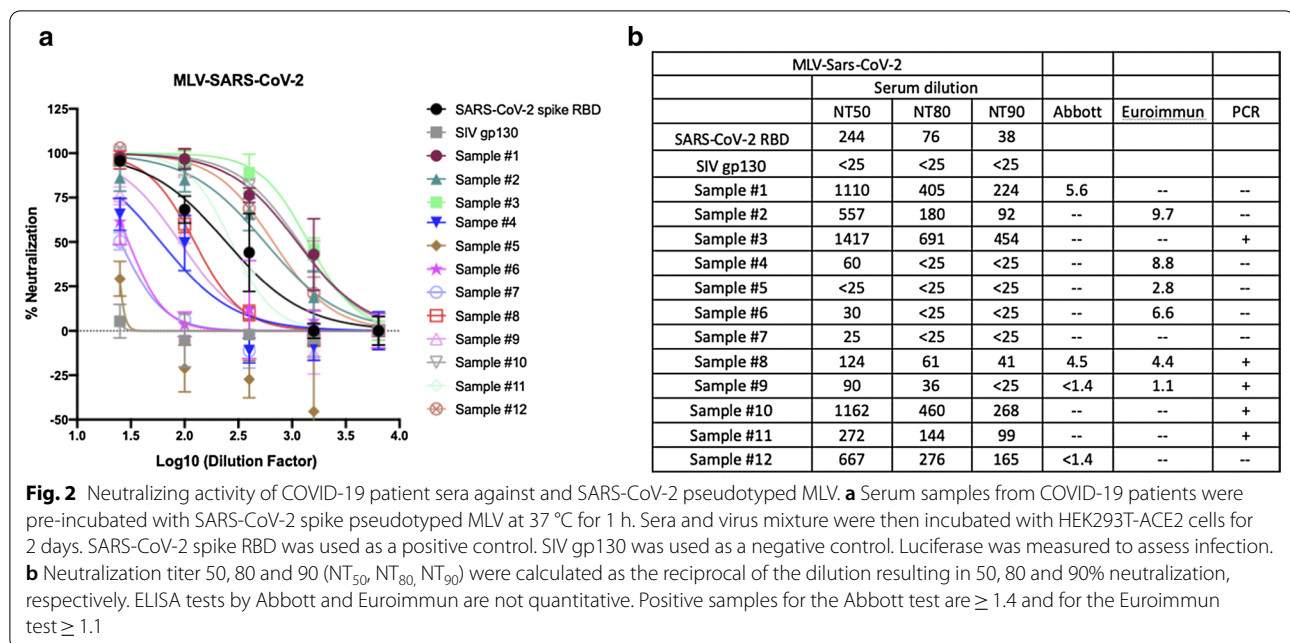 a
MLV-SARS-CoV-2
125
100
75
50
25
0
-25
-50
% Neutralization
1.0 1.5 2.0 2.5 3.0 3.5 4.0
Log10 (Dilution Factor)
SARS-CoV-2 spike RBD
SIV gp130
Sample #1
Sample #2
Sample #3
Sampe #4
Sample #5
Sample #6
Sample #7
Sample #8
Sample #9
Sample #10
Sample #11
Sample #12
b
MLV-Sars-CoV-2
Serum dilution
NT50 NT80 NT90 Abbott Euroimmun PCR
SARS-CoV-2 RBD 244 76 38
SIV gp130 <25 <25 <25
Sample #1 1110 405 224 5.6 -- --
Sample #2 557 180 92 -- 9.7 --
Sample #3 1417 691 454 -- -- +
Sample #4 60 <25 <25 -- 8.8 --
Sample #5 <25 <25 <25 -- 2.8 --
Sample #6 30 <25 <25 -- 6.6 --
Sample #7 25 <25 <25 -- -- --
Sample #8 124 61 41 4.5 4.4 +
Sample #9 90 36 <25 <1.4 1.1 +
Sample #10 1162 460 268 -- -- +
Sample #11 272 144 99 -- -- +
Sample #12 667 276 165 <1.4 -- --
Fig. 2 Neutralizing activity of COVID-19 patient sera against and SARS-CoV-2 pseudotyped MLV. a Serum samples from COVID-19 patients were
pre-incubated with SARS-CoV-2 spike pseudotyped MLV at 37 °C for 1 h. Sera and virus mixture were then incubated with HEK293T-ACE2 cells for
2 days. SARS-CoV-2 spike RBD was used as a positive control. SIV gp130 was used as a negative control. Luciferase was measured to assess infection.
b Neutralization titer 50, 80 and 90 (NT50, NT80, NT90) were calculated as the reciprocal of the dilution resulting in 50, 80 and 90% neutralization,
respectively. ELISA tests by Abbott and Euroimmun are not quantitative. Positive samples for the Abbott test are ≥ 1.4 and for the Euroimmun
test ≥ 1.1